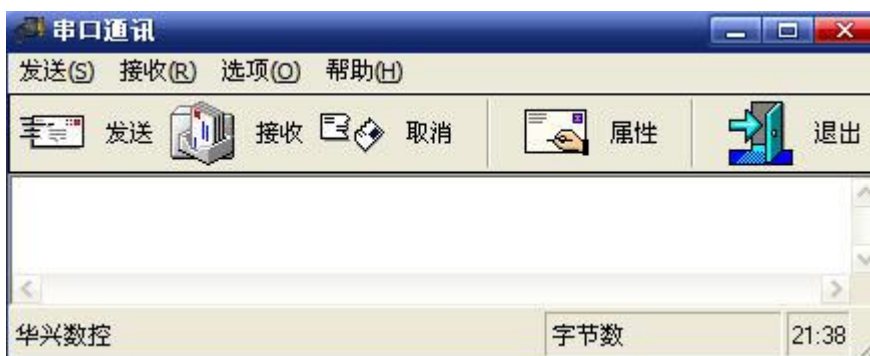 串口通讯
发送(S) 接收(R) 选项(O) 帮助(H)
发送 接收 取消 属性 退出
华兴数控 字节数 21:38